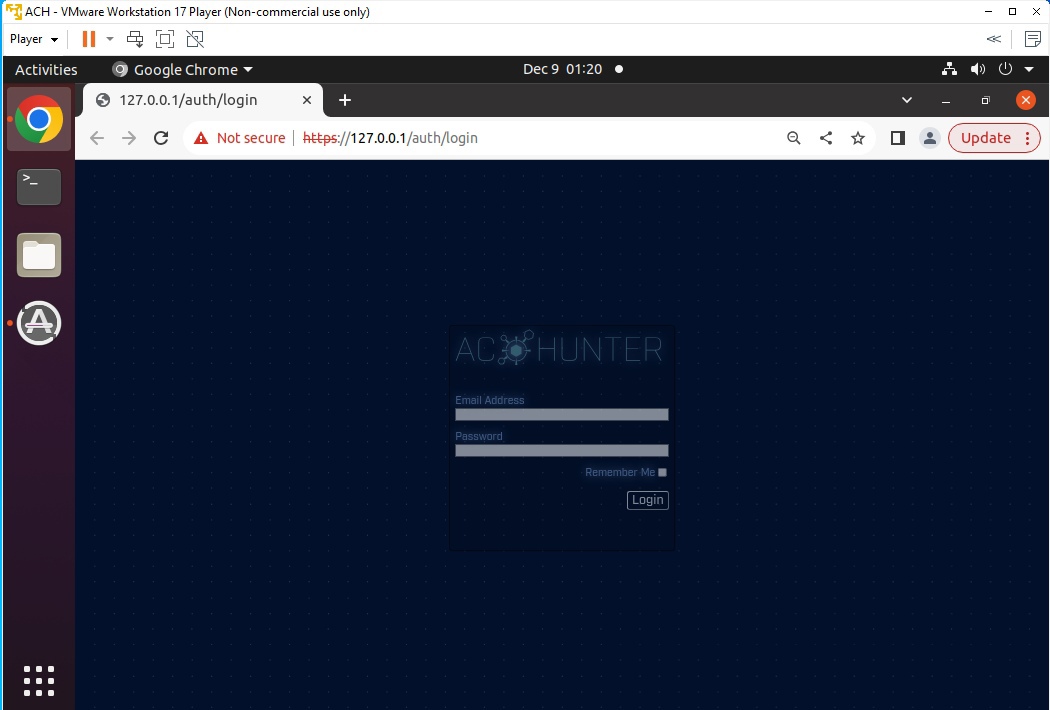 ACH - VMware Workstation 17 Player (Non-commercial use only)
Player
Activities Google Chrome Dec 9 01:20
127.0.0.1/auth/login
Not secure https://127.0.0.1/auth/login Update
AC HUNTER
Email Address
Password
Remember Me
Login